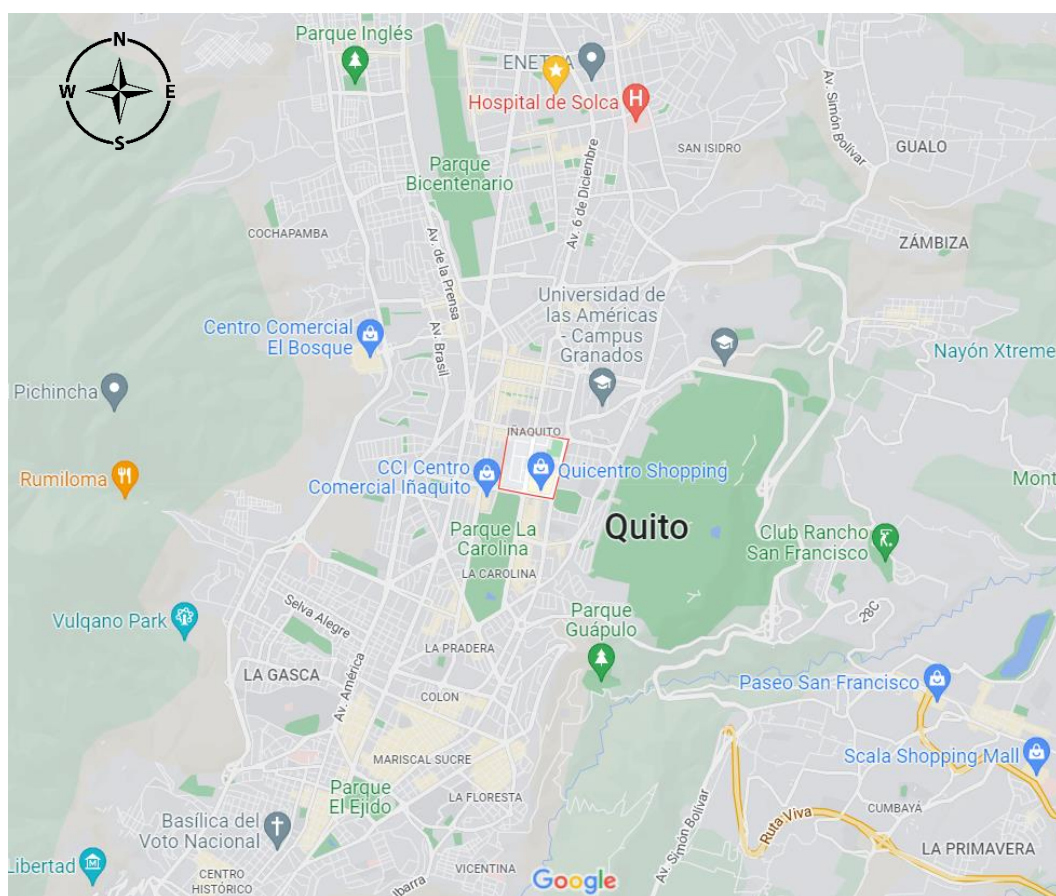 N
W E
S
Parque Inglés
ENETSA
Hospital de Solca
H
SAN ISIDRO
Av. Simón Bolívar
GUALO
Parque
Bicentenario
Av. 6 de Diciembre
COCHAPAMBA
ZÁMBIZA
Av. de la Prensa
Universidad de
las Américas
- Campus
Granados
Centro Comercial
El Bosque
Av. Brasil
Nayón Xtreme
Pichincha
IÑAQUITO
Rumiloma
CCI Centro
Comercial Iñaquito
Quicentro Shopping
Mont
Parque La
Carolina
Quito
Club Rancho
San Francisco
LA CAROLINA
Selva Alegre
28C
Parque
Guápulo
Vulqano Park
LA PRADERA
LA GASCA
Av. América
COLON
Paseo San Francisco
MARISCAL SUCRE
Scala Shopping Mall
Parque
El Ejido
LA FLORESTA
Av. Simón Bolívar
Ruta Viva
CUMBAYÁ
Basílica del
Voto Nacional
LA PRIMAVERA
Libertad
M
CENTRO
HISTÓRICO
VICENTINA
Ibarra
Google